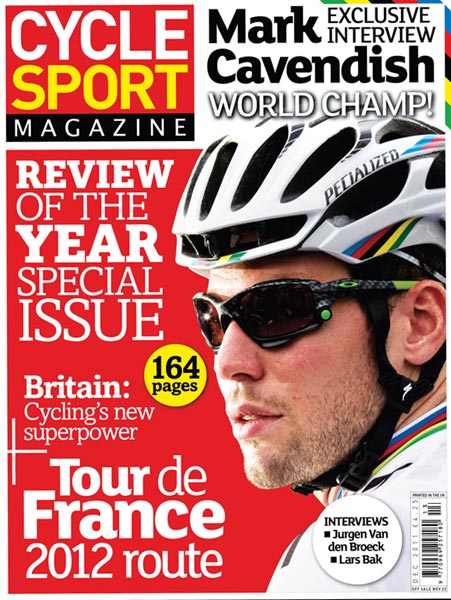 CYCLE
SPORT
MAGAZINE
Mark
EXCLUSIVE
INTERVIEW
Cavendish
WORLD CHAMP!
SPECIALIZED
REVIEW
OF THE
YEAR
SPECIAL
ISSUE
164
pages
Britain:
Cycling's new
superpower
Tour de
France
2012 route
INTERVIEWS
■ Jurgen Van
den Broeck
■ Lars Bak
PRINTED IN THE UK
DEC 2011 £4.25
13
OFF SALE NOV 22